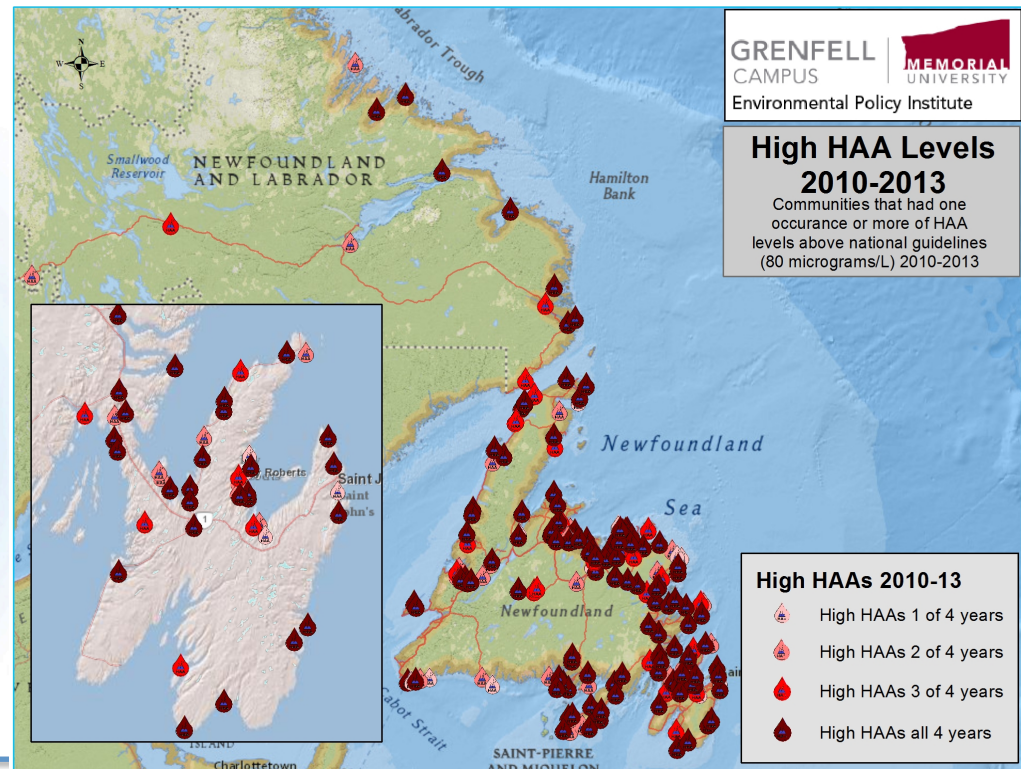 Labrador Trough
N
W E
S
GRENFELL
CAMPUS
MEMORIAL
UNIVERSITY
Environmental Policy Institute
High HAA Levels
2010-2013
Communities that had one
occurance or more of HAA
levels above national guidelines
(80 micrograms/L) 2010-2013
Smallwood
Reservoir
NEWFOUNDLAND
AND LABRADOR
Hamilton
Bank
Newfoundland
Sea
Roberts
Saint J
Saint
ohn's
1
Newfoundland
Cabot Strait
ISLAND
Charlottetown
SAINT-PIERRE
AND MIQUELON
High HAAs 2010-13
High HAAs 1 of 4 years
High HAAs 2 of 4 years
High HAAs 3 of 4 years
High HAAs all 4 years